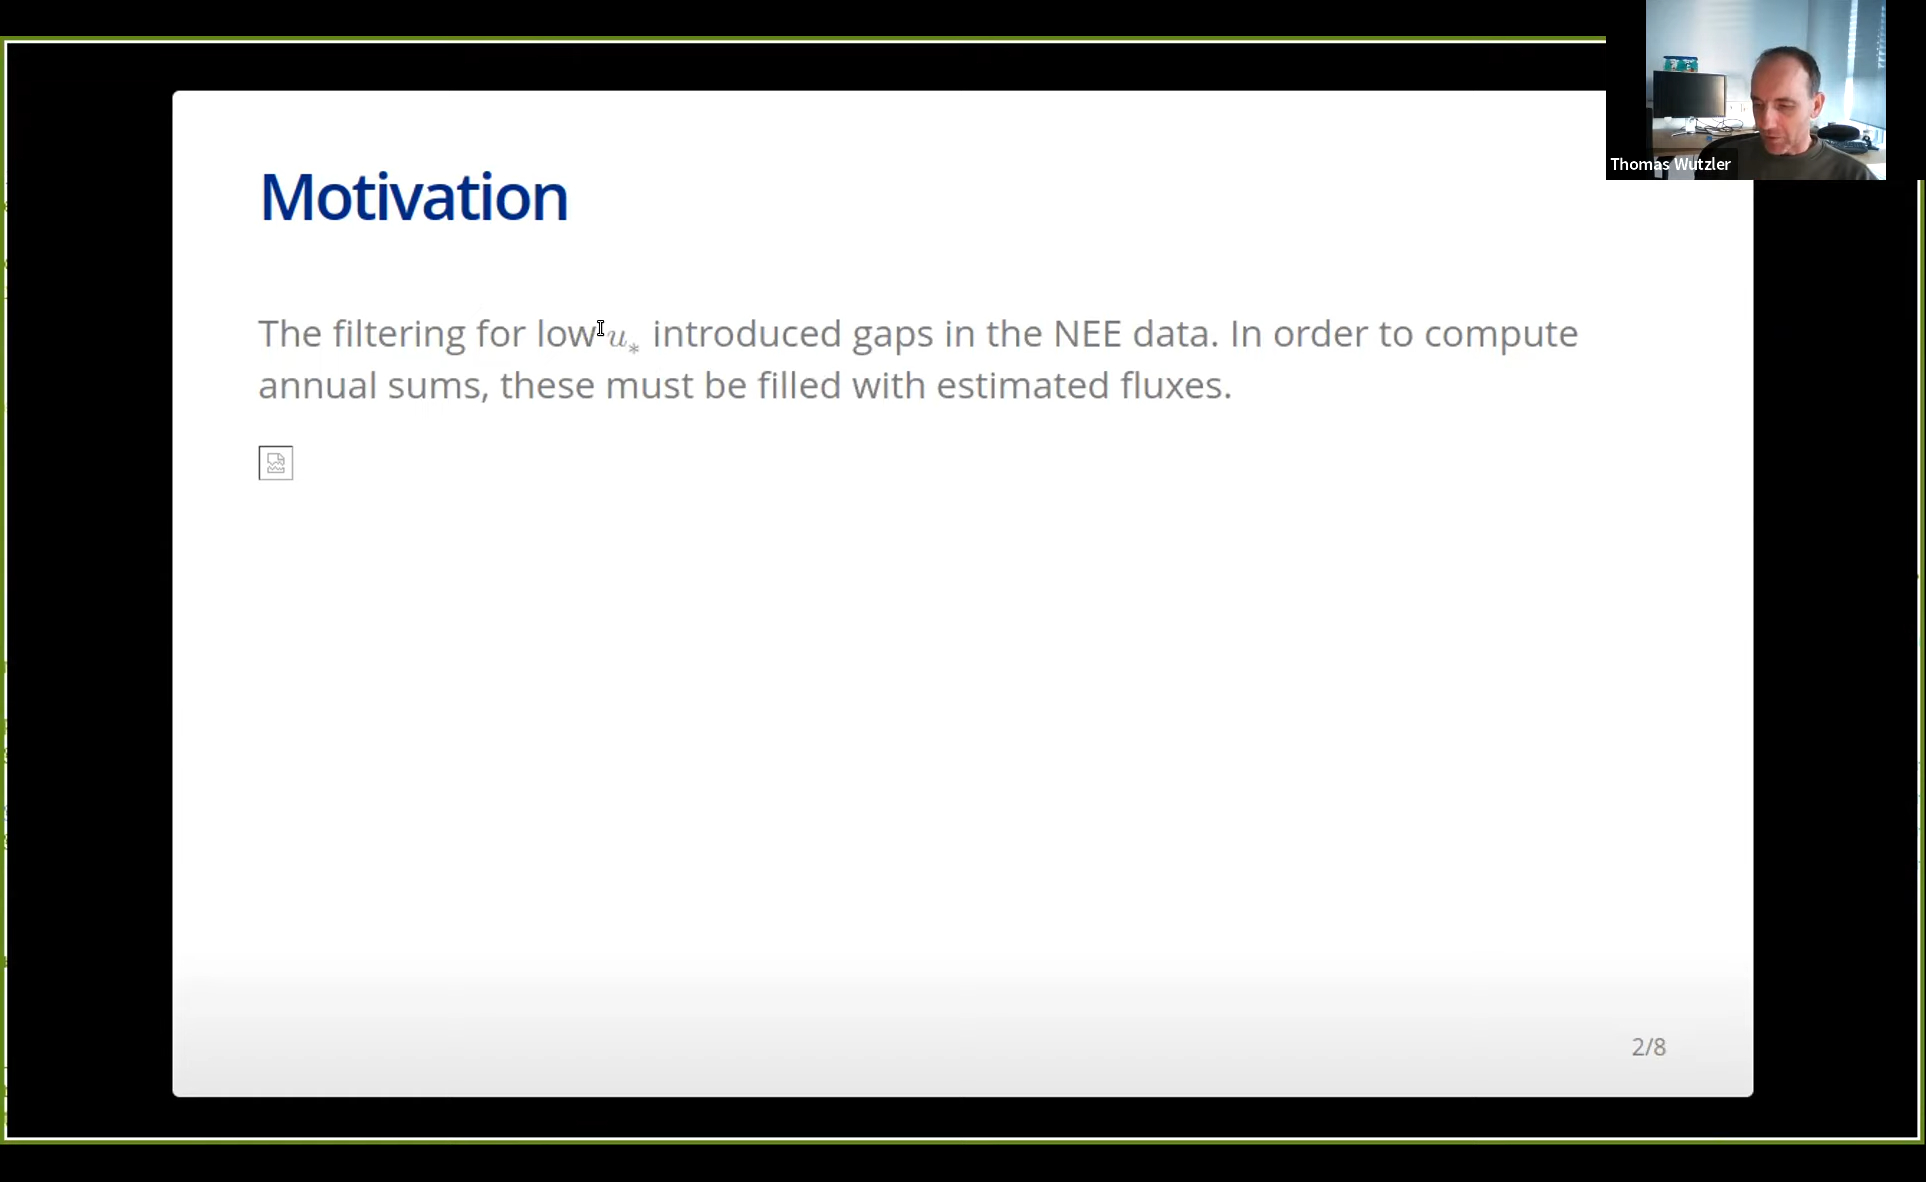 Thomas Wutzler
Motivation
The filtering for low u* introduced gaps in the NEE data. In order to compute
annual sums, these must be filled with estimated fluxes.
2/8